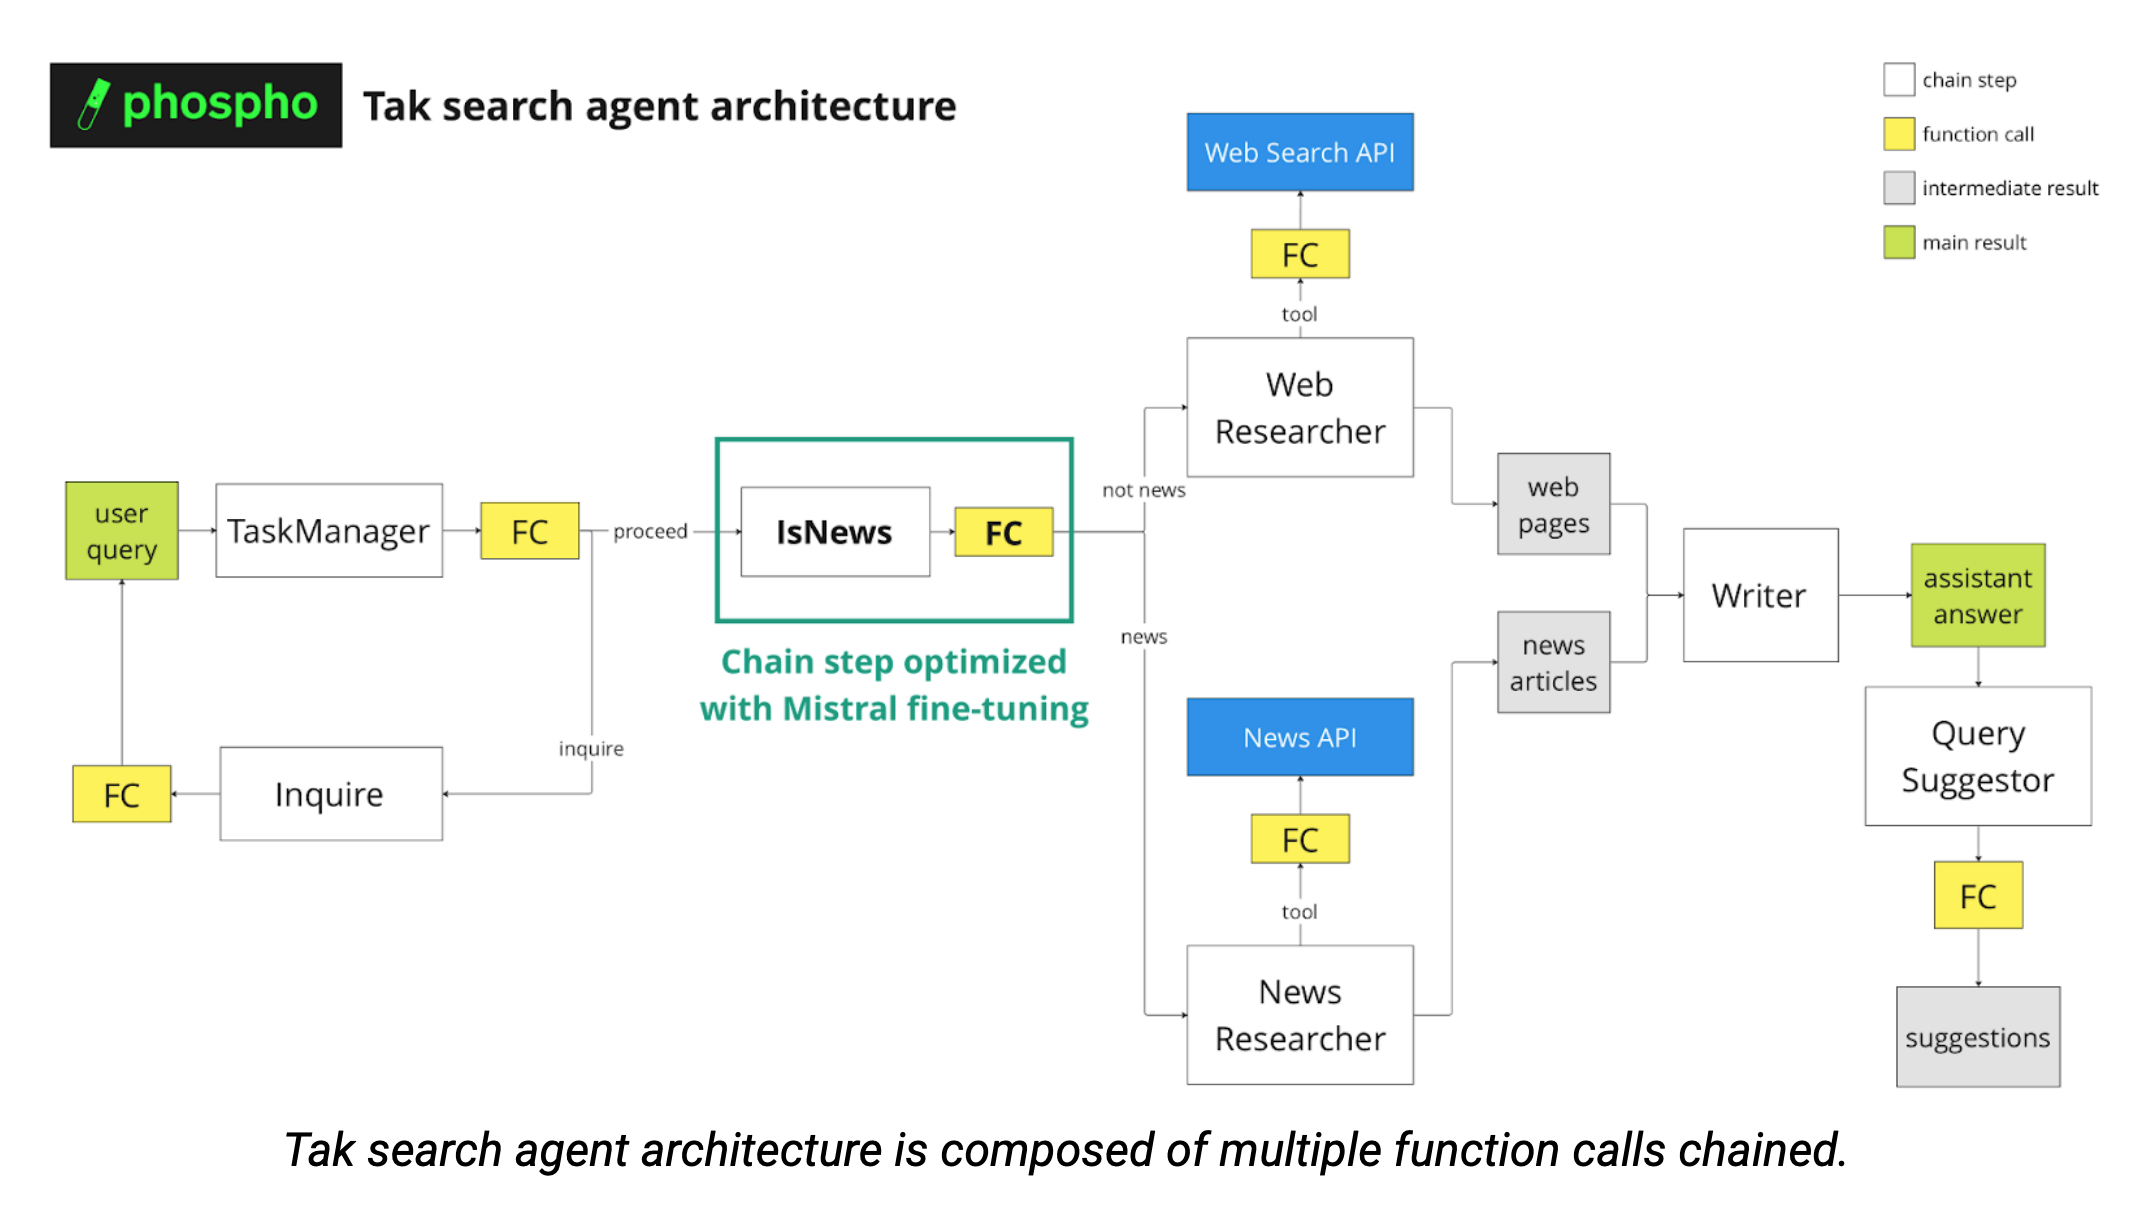 phospho
Tak search agent architecture
chain step
function call
intermediate result
main result
Web Search API
FC
tool
Web
Researcher
not news
user
query
TaskManager
FC
proceed
IsNews
FC
Chain step optimized
with Mistral fine-tuning
inquire
Inquire
FC
news
News API
FC
tool
News
Researcher
web
pages
news
articles
Writer
assistant
answer
Query
Suggestor
FC
suggestions
Tak search agent architecture is composed of multiple function calls chained.